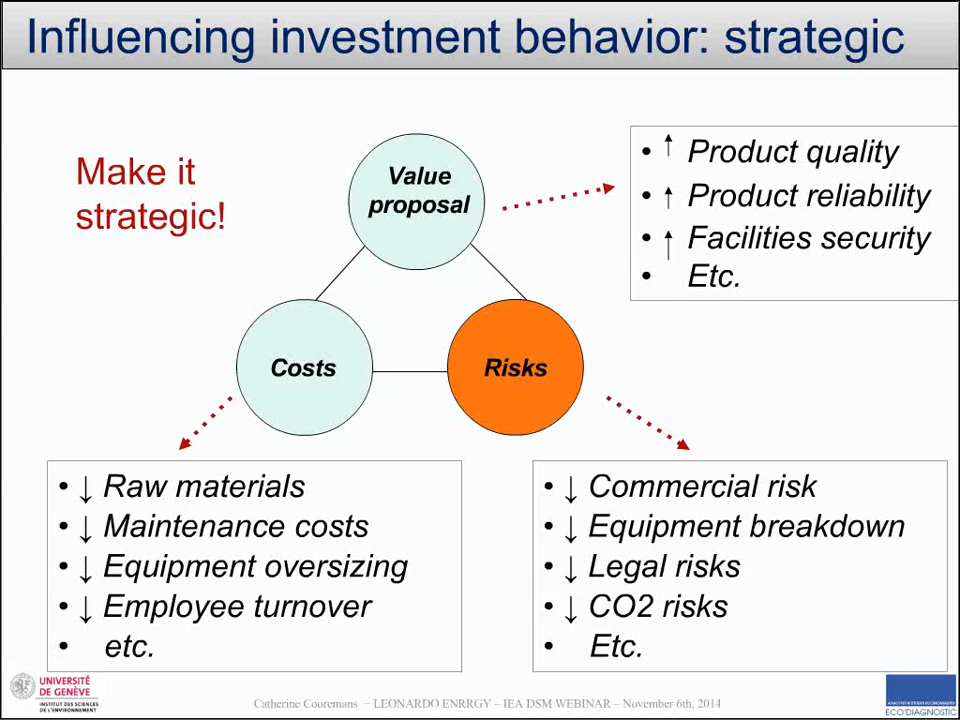 Influencing investment behavior: strategic
Make it
strategic!
Value
proposal
Costs
Risks
• ↑ Product quality
• ↑ Product reliability
• ↑ Facilities security
• Etc.
• ↓ Raw materials
• ↓ Maintenance costs
• ↓ Equipment oversizing
• ↓ Employee turnover
• etc.
• ↓ Commercial risk
• ↓ Equipment breakdown
• ↓ Legal risks
• ↓ CO2 risks
• Etc.
UNIVERSITÉ
DE GENÈVE
INSTITUT DES SCIENCES
DE L'ENVIRONNEMENT
Catherine Cooremans – LEONARDO ENRRGY – IEA DSM WEBINAR – November 6th, 2014
ECO'DIAGNOSTIC